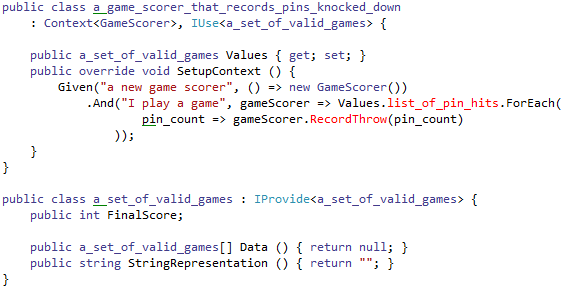 public class a_game_scorer_that_records_pins_knocked_down
    : Context<GameScorer>, IUse<a_set_of_valid_games> {

    public a_set_of_valid_games Values { get; set; }
    public override void SetupContext () {
        Given("a new game scorer", () => new GameScorer())
            .And("I play a game", gameScorer => Values.list_of_pin_hits.ForEach(
                    pin_count => gameScorer.RecordThrow(pin_count)
                ));
    }
}

public class a_set_of_valid_games : IProvide<a_set_of_valid_games> {
    public int FinalScore;

    public a_set_of_valid_games[] Data () { return null; }
    public string StringRepresentation () { return ""; }
}